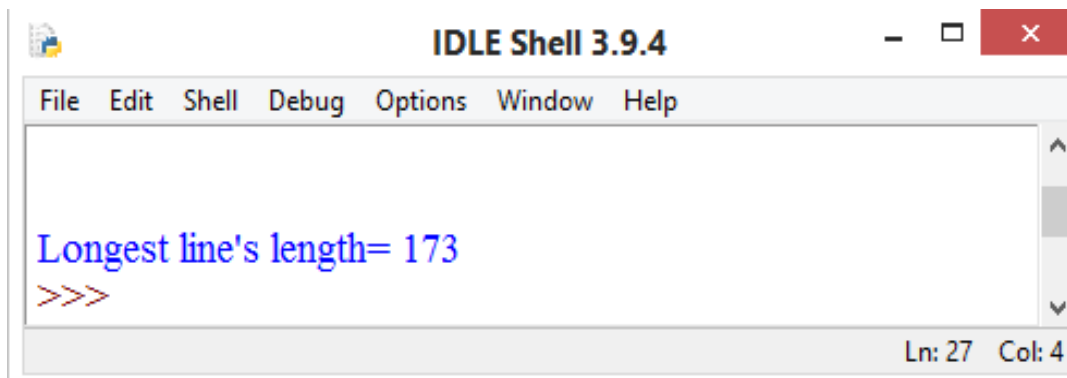 IDLE Shell 3.9.4
File Edit Shell Debug Options Window Help
Longest line's length= 173
>>>
Ln: 27 Col: 4